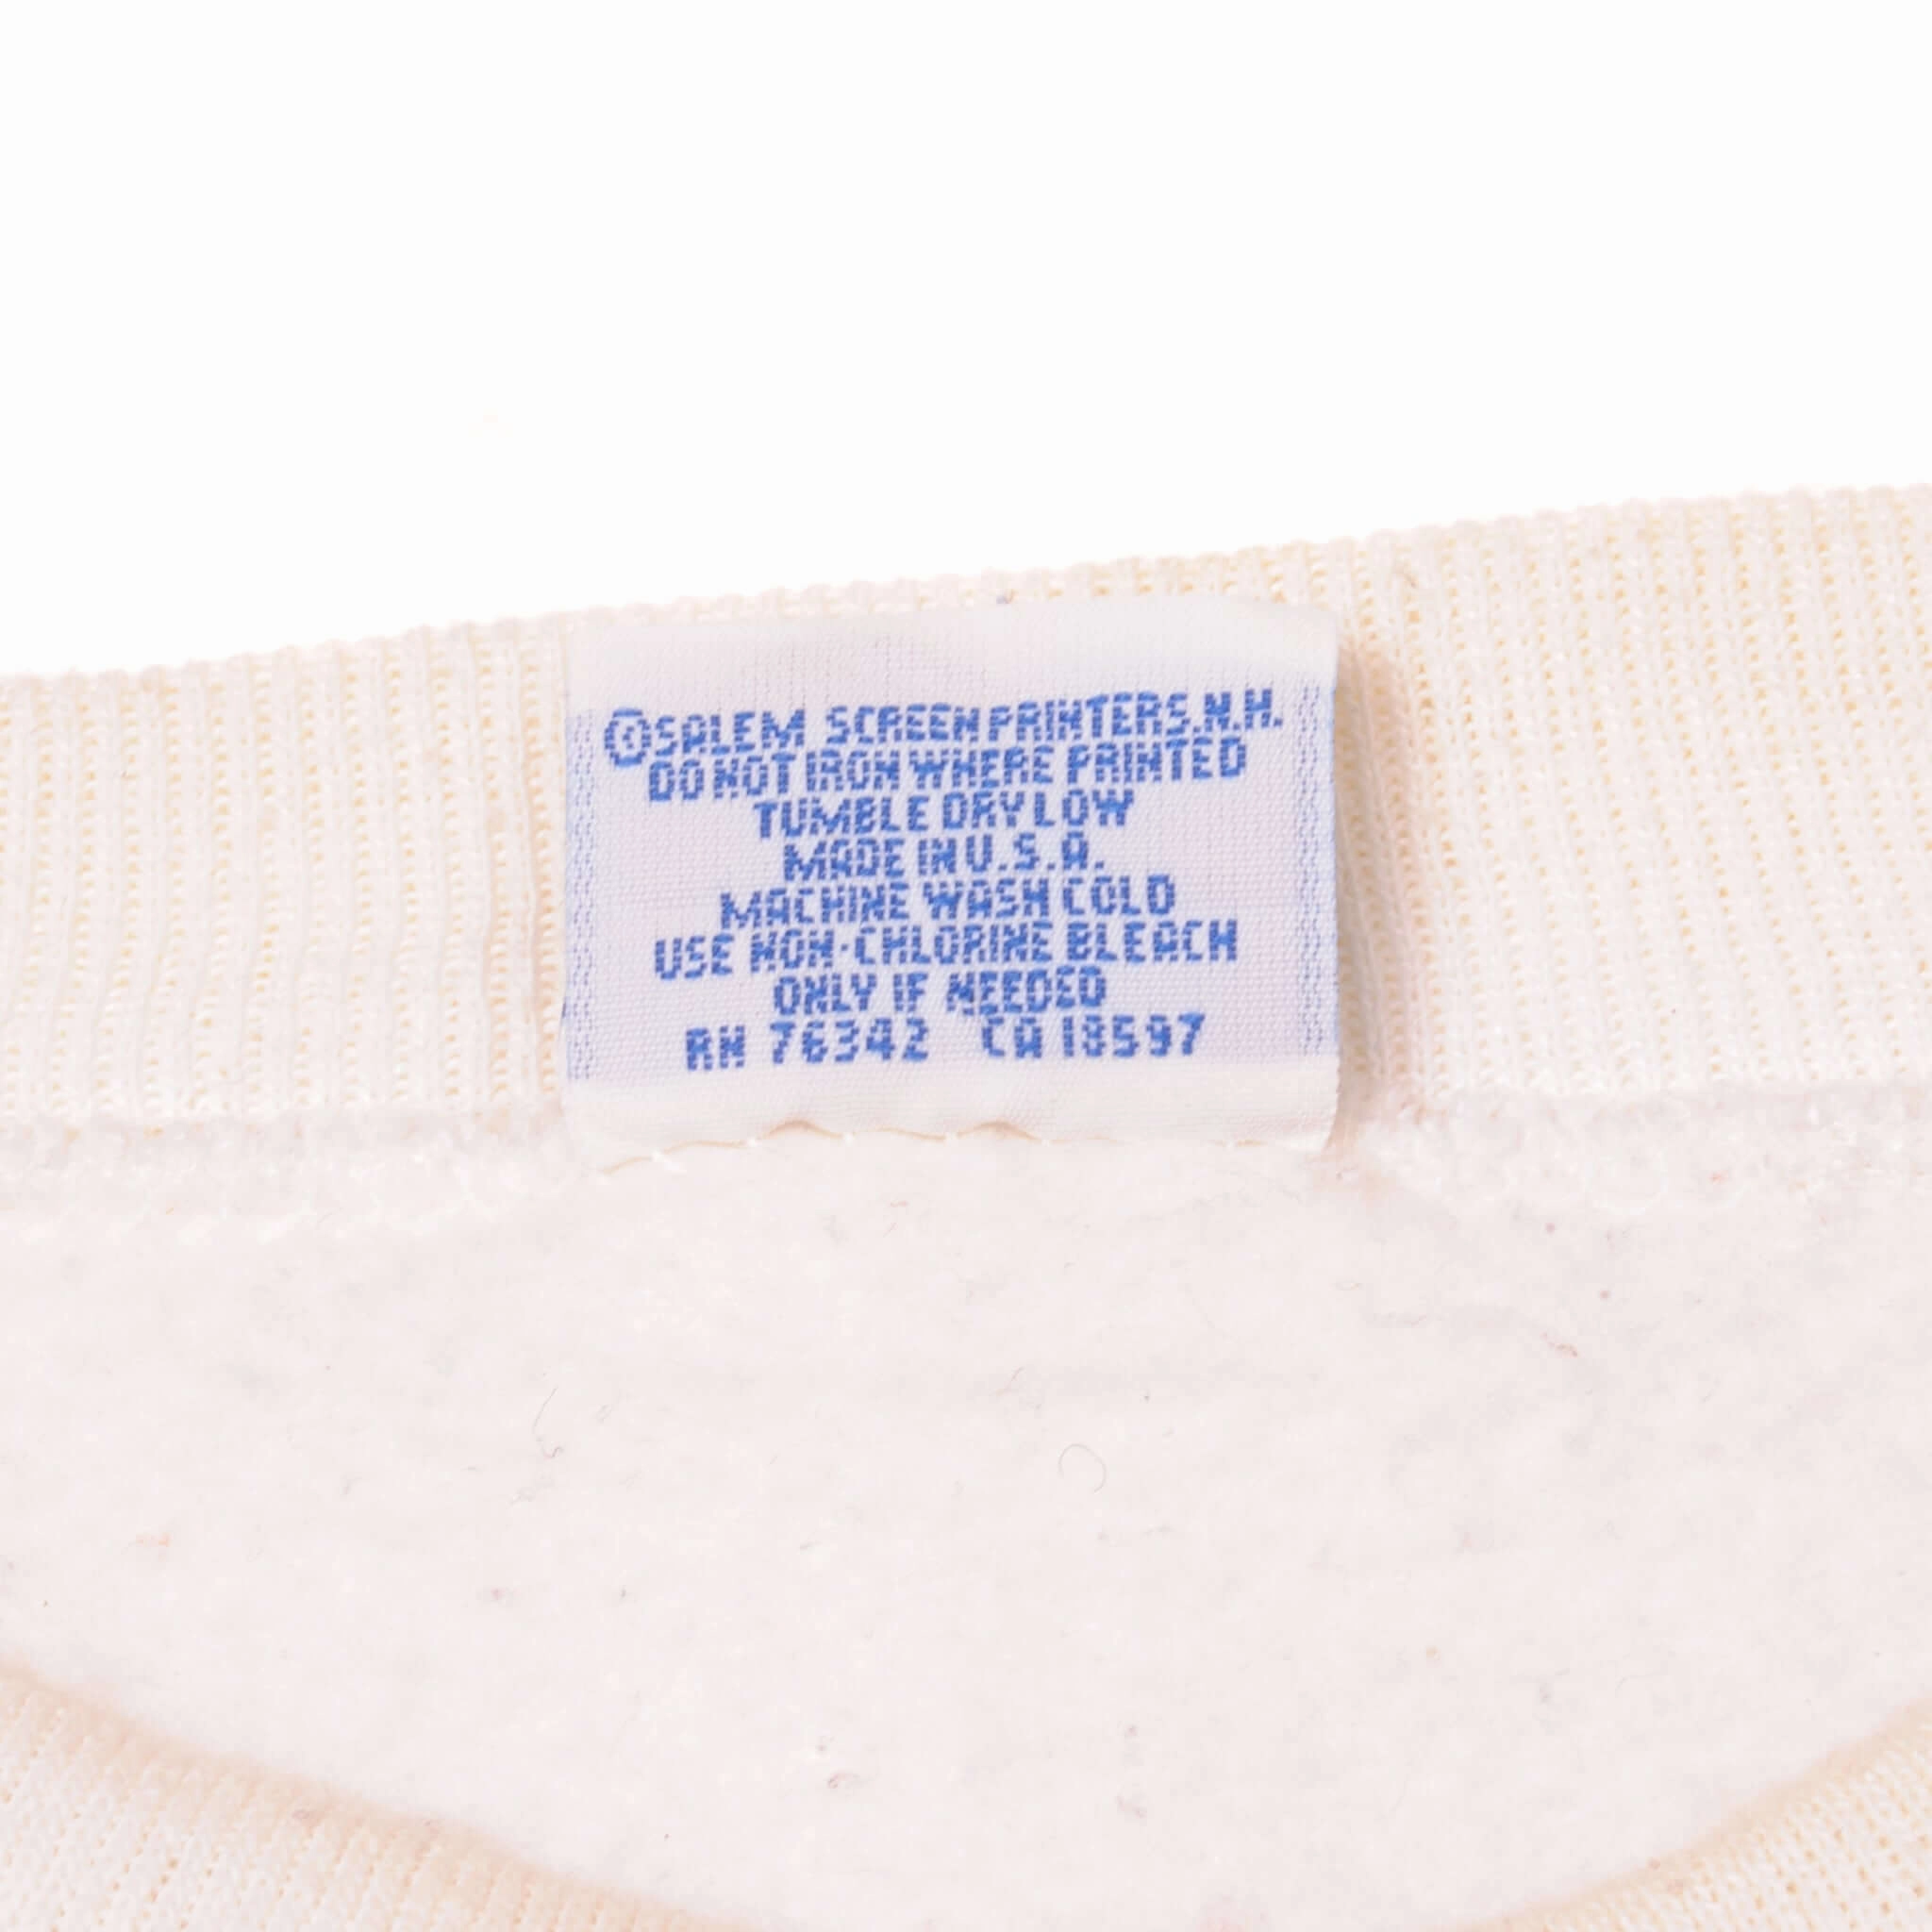 ©SALEM SCREEN PRINTERS.N.H.
DO NOT IRON WHERE PRINTED
TUMBLE DRY LOW
MADE IN U.S.A.
MACHINE WASH COLD
USE NON-CHLORINE BLEACH
ONLY IF NEEDED
RN 76342 CA 18597